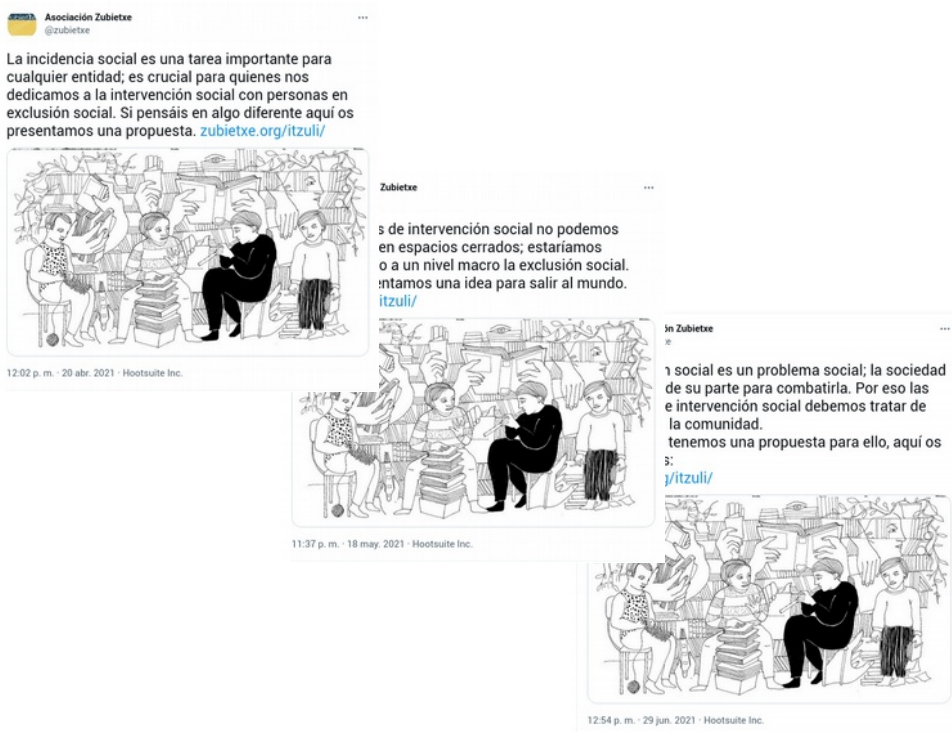 Asociación Zubietxe
@zubietxe
La incidencia social es una tarea importante para
cualquier entidad; es crucial para quienes nos
dedicamos a la intervención social con personas en
exclusión social. Si pensáis en algo diferente aquí os
presentamos una propuesta. zubietxe.org/itzuli/
12:02 p. m. · 20 abr. 2021 · Hootsuite Inc.
Zubietxe
s de intervención social no podemos
en espacios cerrados; estaríamos
o a un nivel macro la exclusión social.
entamos una idea para salir al mundo.
itzuli/
11:37 p. m. · 18 may. 2021 · Hootsuite Inc.
ón Zubietxe
e
n social es un problema social; la sociedad
de su parte para combatirla. Por eso las
e intervención social debemos tratar de
la comunidad.
tenemos una propuesta para ello, aquí os
s:
g/itzuli/
12:54 p. m. · 29 jun. 2021 · Hootsuite Inc.